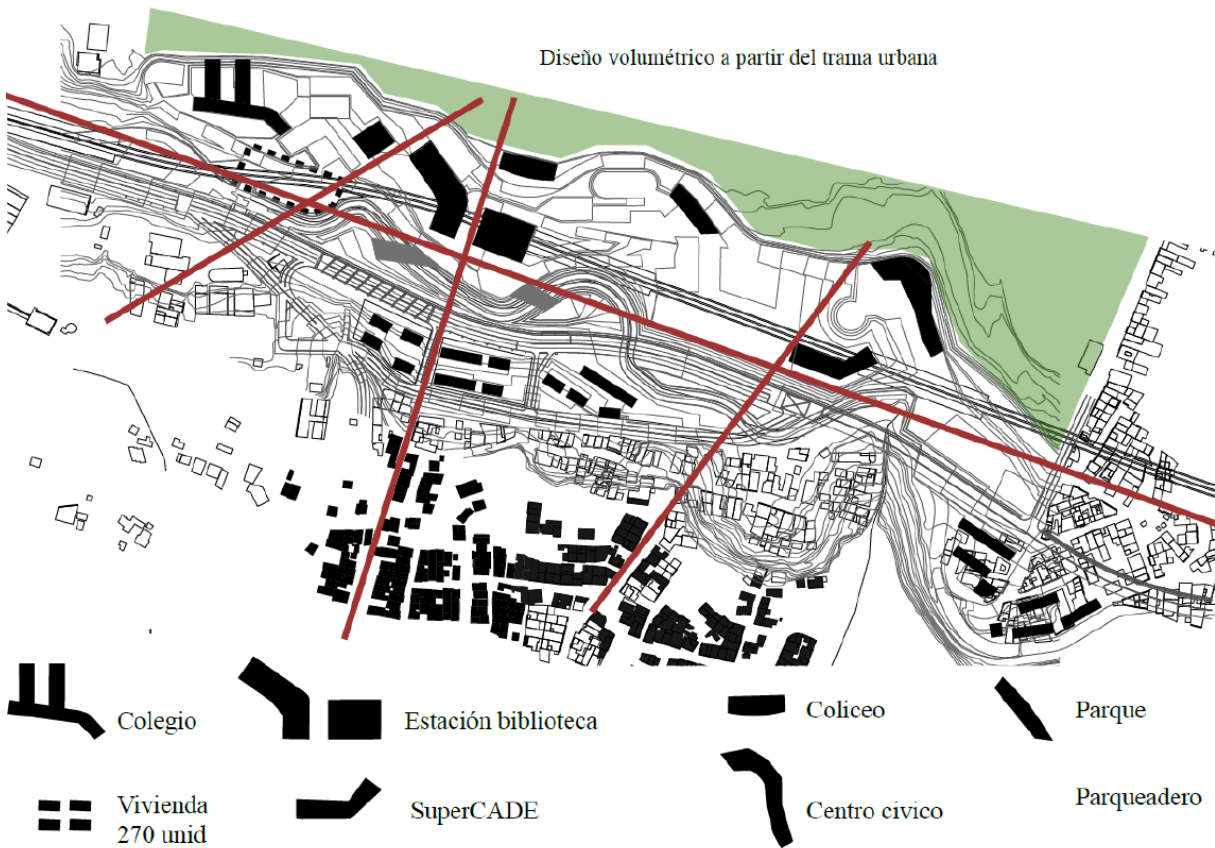 Diseño volumétrico a partir del trama urbana
Colegio
Estación biblioteca
Coliceo
Parque
Vivienda
270 unid
SuperCADE
Centro civico
Parqueadero